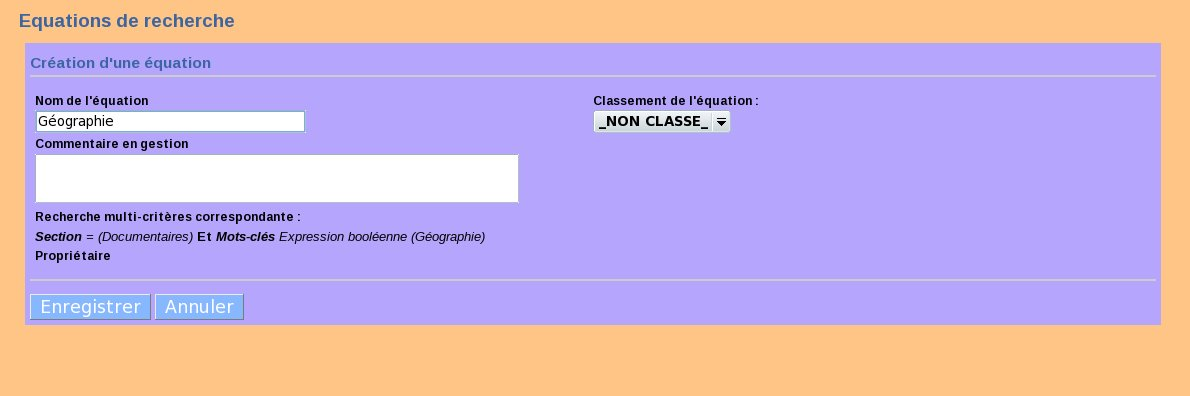 Equations de recherche
Création d'une équation
Nom de l'équation
Géographie
Classement de l'équation :
_NON CLASSE_
Commentaire en gestion
Recherche multi-critères correspondante :
Section = (Documentaires) Et Mots-clés Expression booléenne (Géographie)
Propriétaire
Enregistrer Annuler